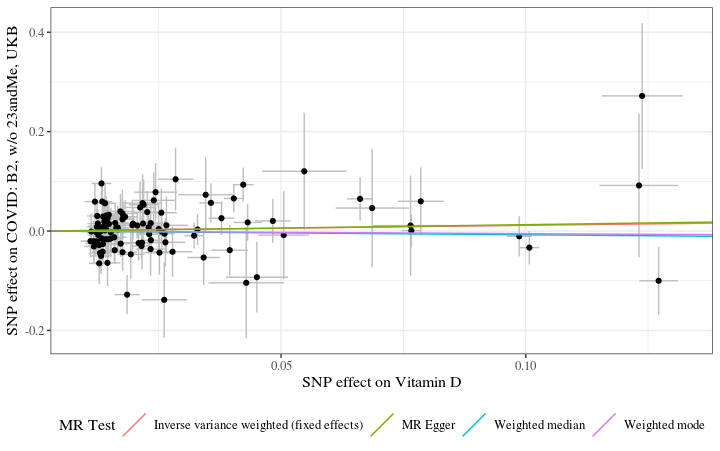 SNP effect on COVID: B2, w/o 23andMe, UKB
0.4
0.2
0.0
-0.2
0.05
0.10
SNP effect on Vitamin D
MR Test
Inverse variance weighted (fixed effects)
MR Egger
Weighted median
Weighted mode